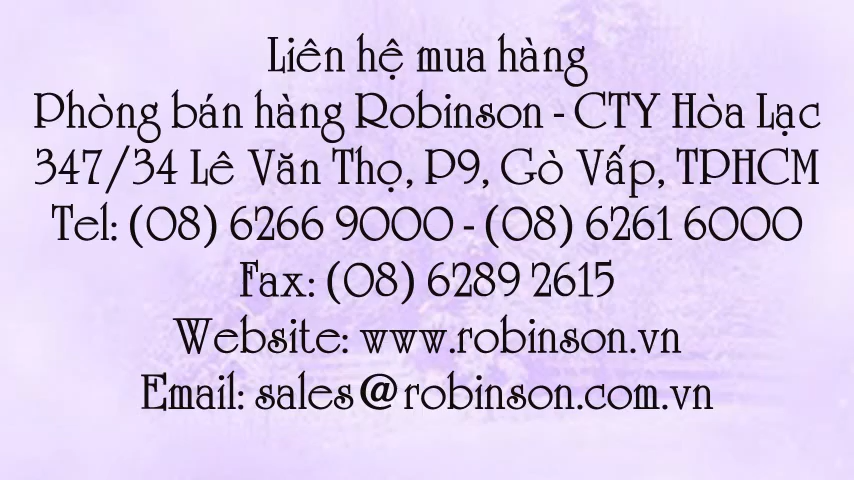 Liên hệ mua hàng
Phòng bán hàng Robinson - CTY Hòa Lạc
347/34 Lê Văn Thọ, P9, Gò Vấp, TPHCM
Tel: (08) 6266 9000 - (08) 6261 6000
Fax: (08) 6289 2615
Website: www.robinson.vn
Email: sales@robinson.com.vn